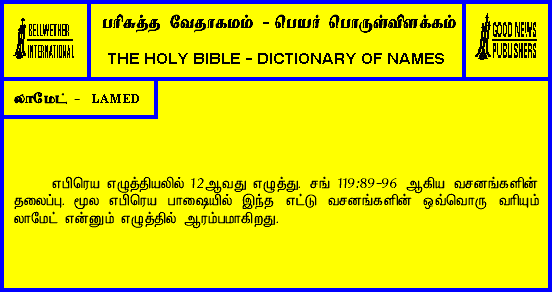 BELLWETHER
INTERNATIONAL
பரிசுத்த வேதாகமம் - பெயர் பொருள்விளக்கம்
THE HOLY BIBLE - DICTIONARY OF NAMES
GOOD NEWS
PUBLISHERS
லாமேட் - LAMED
எபிரெய எழுத்தியலில் 12ஆவது எழுத்து. சங் 119:89-96 ஆகிய வசனங்களின்
தலைப்பு. மூல எபிரெய பாஷையில் இந்த எட்டு வசனங்களின் ஒவ்வொரு வரியும்
லாமேட் என்னும் எழுத்தில் ஆரம்பமாகிறது.